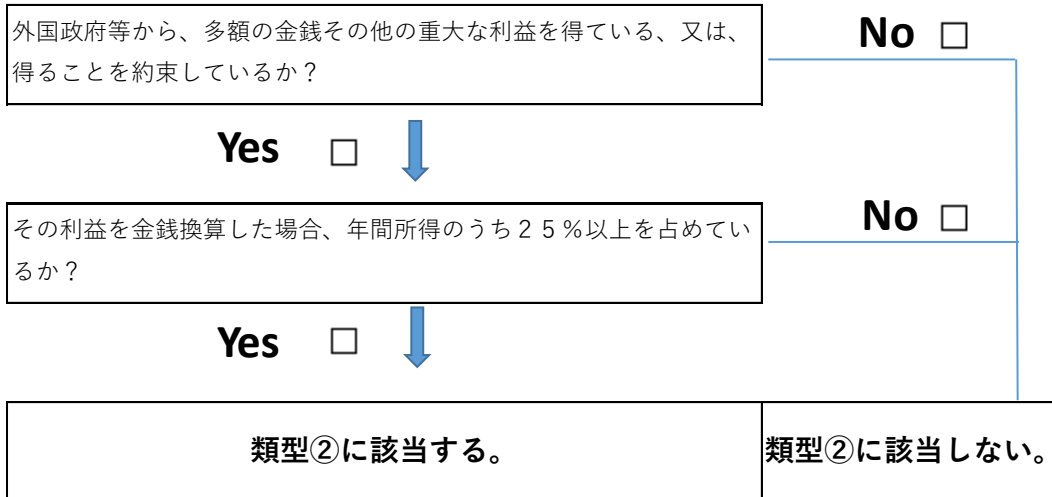 外国政府等から、多額の金銭その他の重大な利益を得ている、又は、
得ることを約束しているか？
No □
Yes □
その利益を金銭換算した場合、年間所得のうち２５％以上を占めてい
るか？
No □
Yes □
類型②に該当する。
類型②に該当しない。